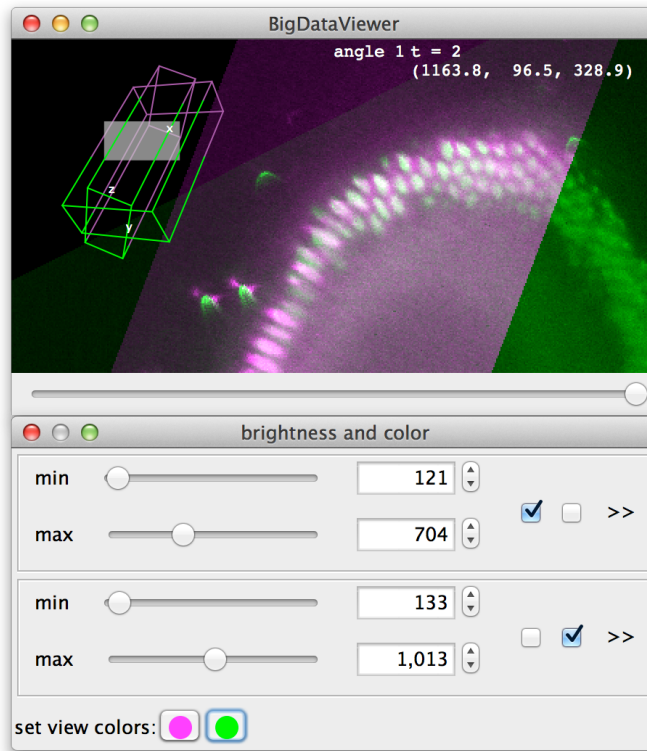 BigDataViewer
angle 1 t = 2
(1163.8, 96.5, 328.9)
x
z
y
brightness and color
min 121
max 704
>>
min 133
max 1,013
>>
set view colors: